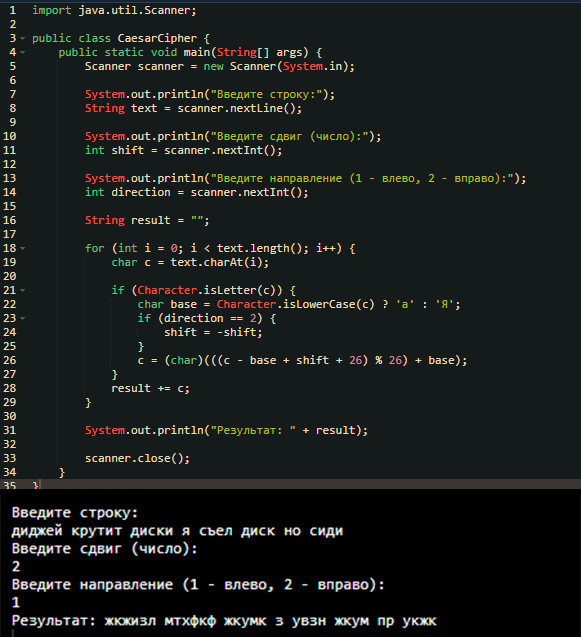 1 import java.util.Scanner;
2
3 public class CaesarCipher {
4 public static void main(String[] args) {
5 Scanner scanner = new Scanner(System.in);
6
7 System.out.println("Введите строку:");
8 String text = scanner.nextLine();
9
10 System.out.println("Введите сдвиг (число):");
11 int shift = scanner.nextInt();
12
13 System.out.println("Введите направление (1 - влево, 2 - вправо):");
14 int direction = scanner.nextInt();
15
16 String result = "";
17
18 for (int i = 0; i < text.length(); i++) {
19 char c = text.charAt(i);
20
21 if (Character.isLetter(c)) {
22 char base = Character.isLowerCase(c) ? 'а' : 'Я';
23 if (direction == 2) {
24 shift = -shift;
25 }
26 c = (char)(((c - base + shift + 26) % 26) + base);
27 }
28 result += c;
29 }
30
31 System.out.println("Результат: " + result);
32
33 scanner.close();
34 }
35 }
Введите строку:
диджей крутит диски я съел диск но сиди
Введите сдвиг (число):
2
Введите направление (1 - влево, 2 - вправо):
1
Результат: жкжизл мтхфкф жкумк з увзн жкум пр укжк